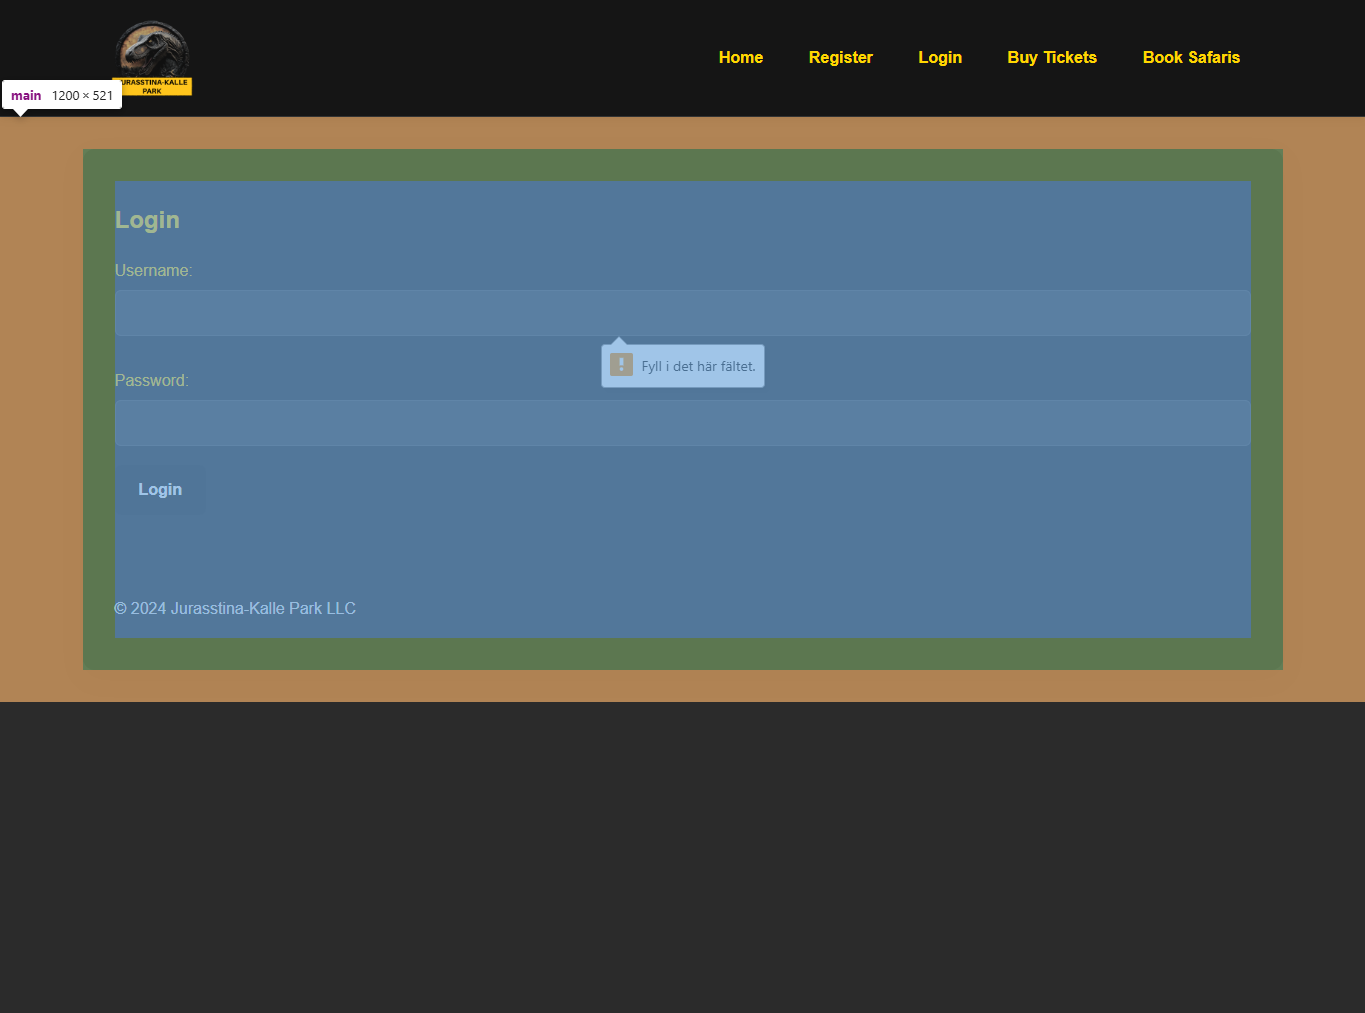 Home Register Login Buy Tickets Book Safaris
JURASSTINA-KALLE
PARK
main 1200 × 521
Login
Username:
Fyll i det här fältet.
Password:
Login
© 2024 Jurasstina-Kalle Park LLC